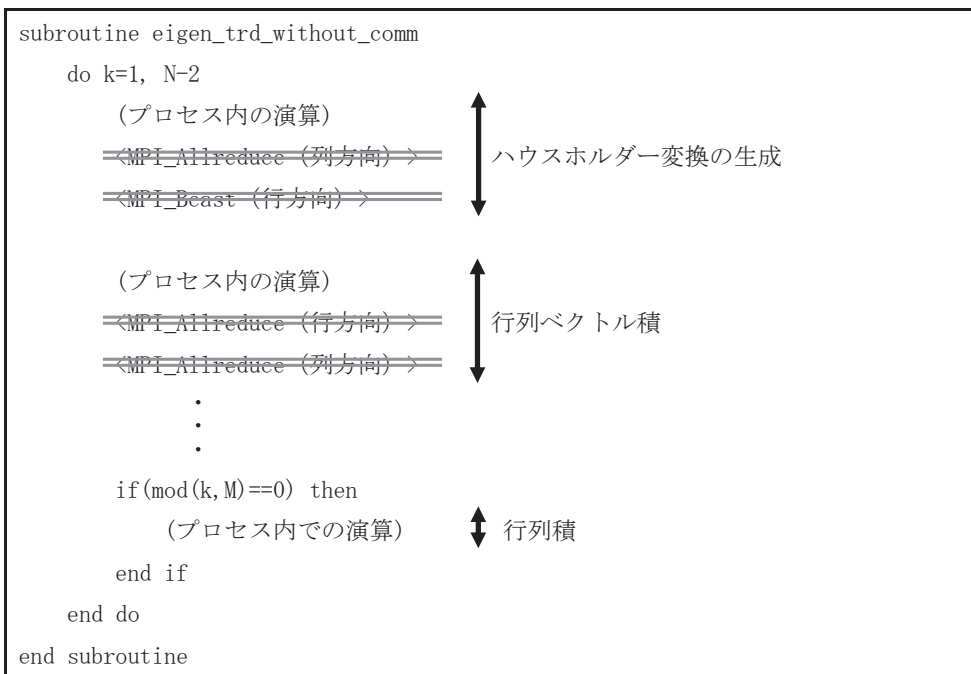 subroutine eigen_trd_without_comm
do k=1, N-2
(プロセス内の演算)
<MPI_Allreduce (列方向) > ハウスホルダー変換の生成
<MPI_Bcast (行方向) >
(プロセス内の演算)
<MPI_Allreduce (行方向) > 行列ベクトル積
<MPI_Allreduce (列方向) >
・
・
・
if(mod(k,M)==0) then
(プロセス内での演算) 行列積
end if
end do
end subroutine